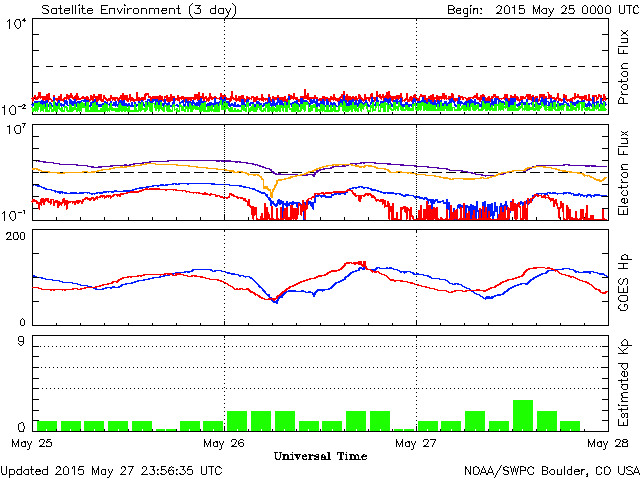 Satellite Environment (3 day) Begin: 2015 May 25 0000 UTC
10^4
10^-2
Proton Flux
10^7
10^-1
Electron Flux
200
0
GOES Hp
9
0
Estimated Kp
May 25 May 26 May 27 May 28
Universal Time
Updated 2015 May 27 23:56:35 UTC NOAA/SWPC Boulder, CO USA